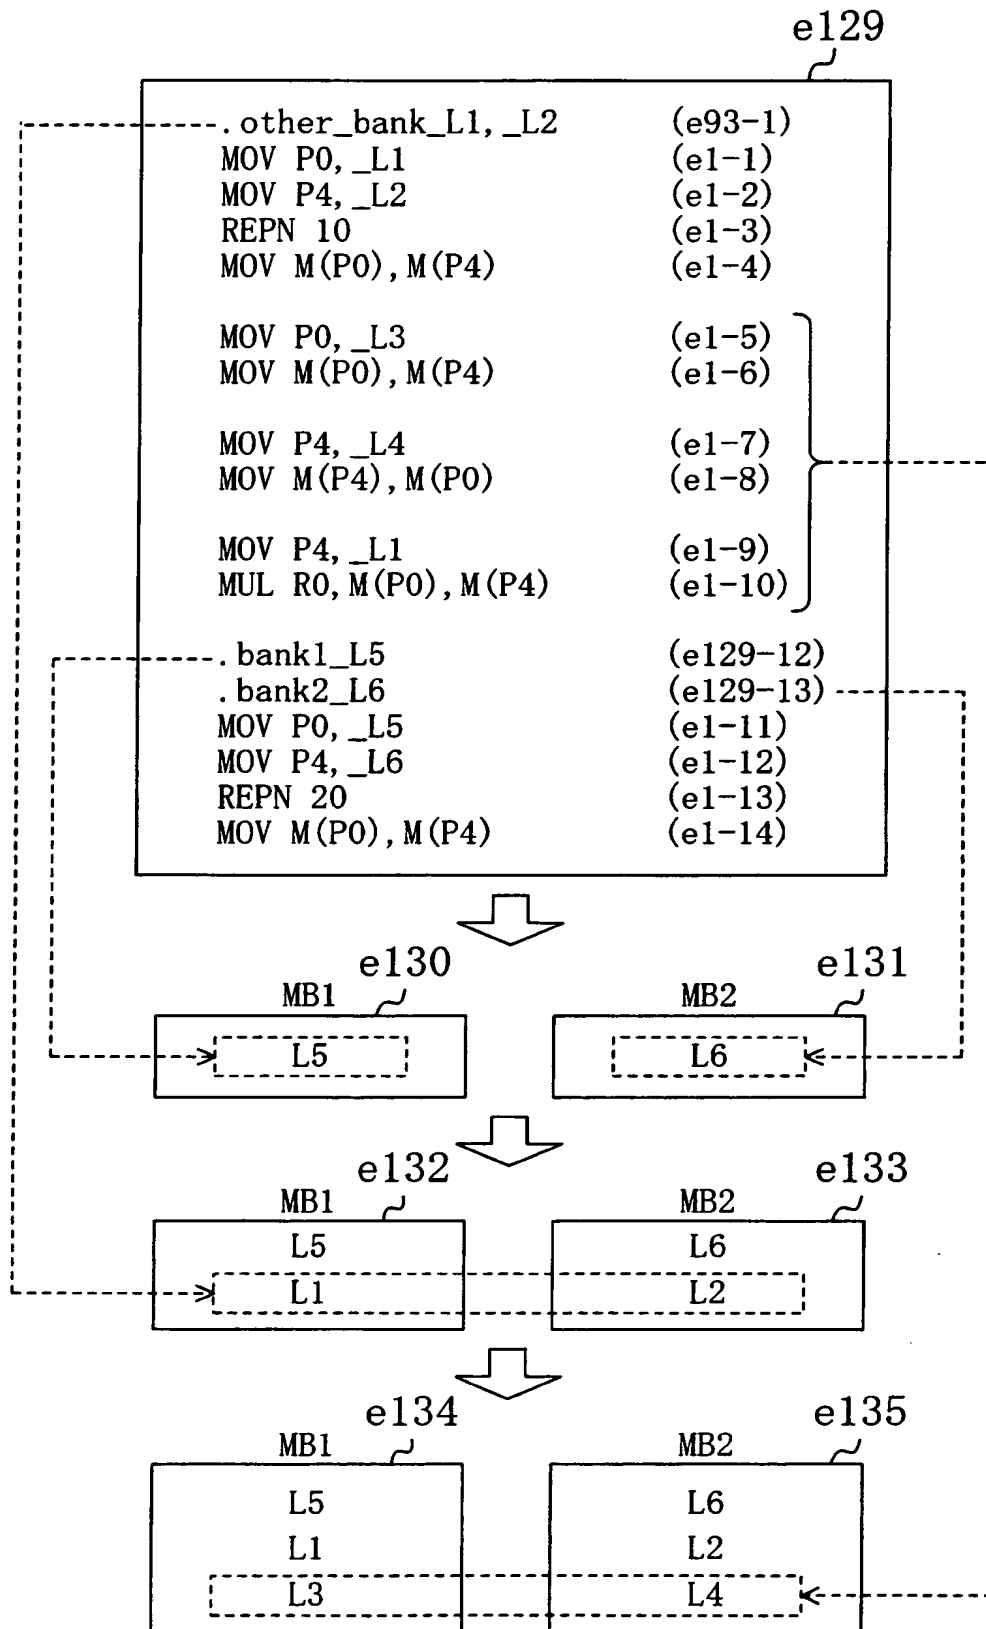 e129
.other_bank_L1,_L2 (e93-1)
MOV P0,_L1 (e1-1)
MOV P4,_L2 (e1-2)
REPN 10 (e1-3)
MOV M(P0),M(P4) (e1-4)
MOV P0,_L3 (e1-5)
MOV M(P0),M(P4) (e1-6)
MOV P4,_L4 (e1-7)
MOV M(P4),M(P0) (e1-8)
MOV P4,_L1 (e1-9)
MUL R0,M(P0),M(P4) (e1-10)
.bank1_L5 (e129-12)
.bank2_L6 (e129-13)
MOV P0,_L5 (e1-11)
MOV P4,_L6 (e1-12)
REPN 20 (e1-13)
MOV M(P0),M(P4) (e1-14)
e130 e131
MB1 MB2
L5 L6
e132 e133
MB1 MB2
L5 L6
L1 L2
e134 e135
MB1 MB2
L5 L6
L1 L2
L3 L4